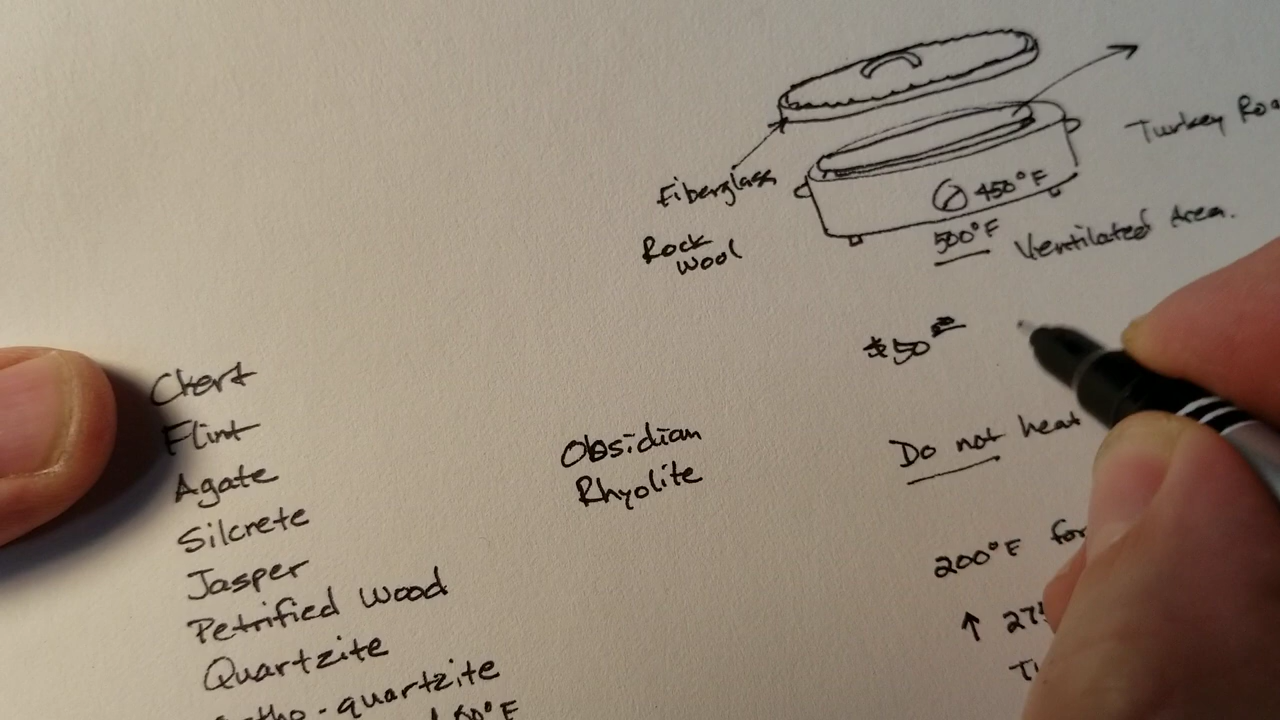 Fiberglass
Rock
wool
450°F
500°F
Turkey
Ventilated Area.
$50
Chert
Flint
Agate
Silcrete
Jasper
Petrified Wood
Quartzite
Obsidian
Rhyolite
Do not heat
200°F for
↑